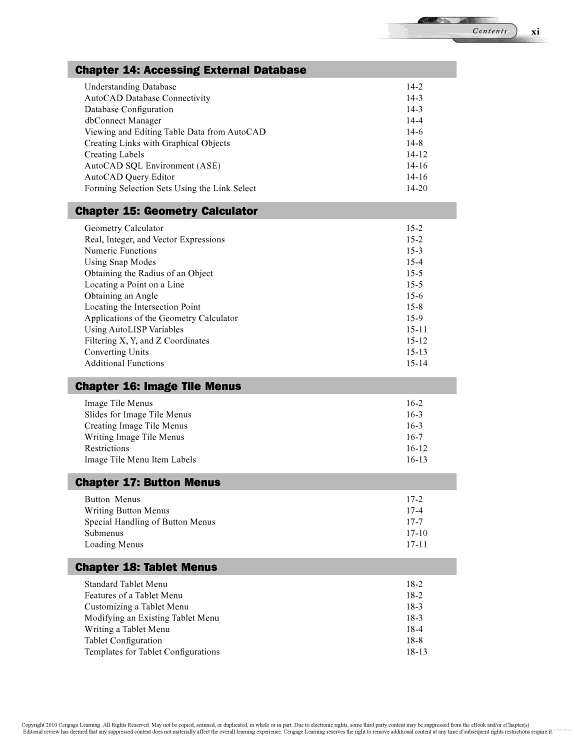 Contents xi
Chapter 14: Accessing External Database
Understanding Database 14-2
AutoCAD Database Connectivity 14-3
Database Configuration 14-3
dbConnect Manager 14-4
Viewing and Editing Table Data from AutoCAD 14-6
Creating Links with Graphical Objects 14-8
Creating Labels 14-12
AutoCAD SQL Environment (ASE) 14-16
AutoCAD Query Editor 14-16
Forming Selection Sets Using the Link Select 14-20
Chapter 15: Geometry Calculator
Geometry Calculator 15-2
Real, Integer, and Vector Expressions 15-2
Numeric Functions 15-3
Using Snap Modes 15-4
Obtaining the Radius of an Object 15-5
Locating a Point on a Line 15-5
Obtaining an Angle 15-6
Locating the Intersection Point 15-8
Applications of the Geometry Calculator 15-9
Using AutoLISP Variables 15-11
Filtering X, Y, and Z Coordinates 15-12
Converting Units 15-13
Additional Functions 15-14
Chapter 16: Image Tile Menus
Image Tile Menus 16-2
Slides for Image Tile Menus 16-3
Creating Image Tile Menus 16-3
Writing Image Tile Menus 16-7
Restrictions 16-12
Image Tile Menu Item Labels 16-13
Chapter 17: Button Menus
Button Menus 17-2
Writing Button Menus 17-4
Special Handling of Button Menus 17-7
Submenus 17-10
Loading Menus 17-11
Chapter 18: Tablet Menus
Standard Tablet Menu 18-2
Features of a Tablet Menu 18-2
Customizing a Tablet Menu 18-3
Modifying an Existing Tablet Menu 18-3
Writing a Tablet Menu 18-4
Tablet Configuration 18-8
Templates for Tablet Configurations 18-13
Copyright 2010 Cengage Learning. All Rights Reserved. May not be copied, scanned, or duplicated, in whole or in part. Due to electronic rights, some third party content may be suppressed from the eBook and/or eChapter(s).
Editorial review has deemed that any suppressed content does not materially affect the overall learning experience. Cengage Learning reserves the right to remove additional content at any time if subsequent rights restrictions require it.